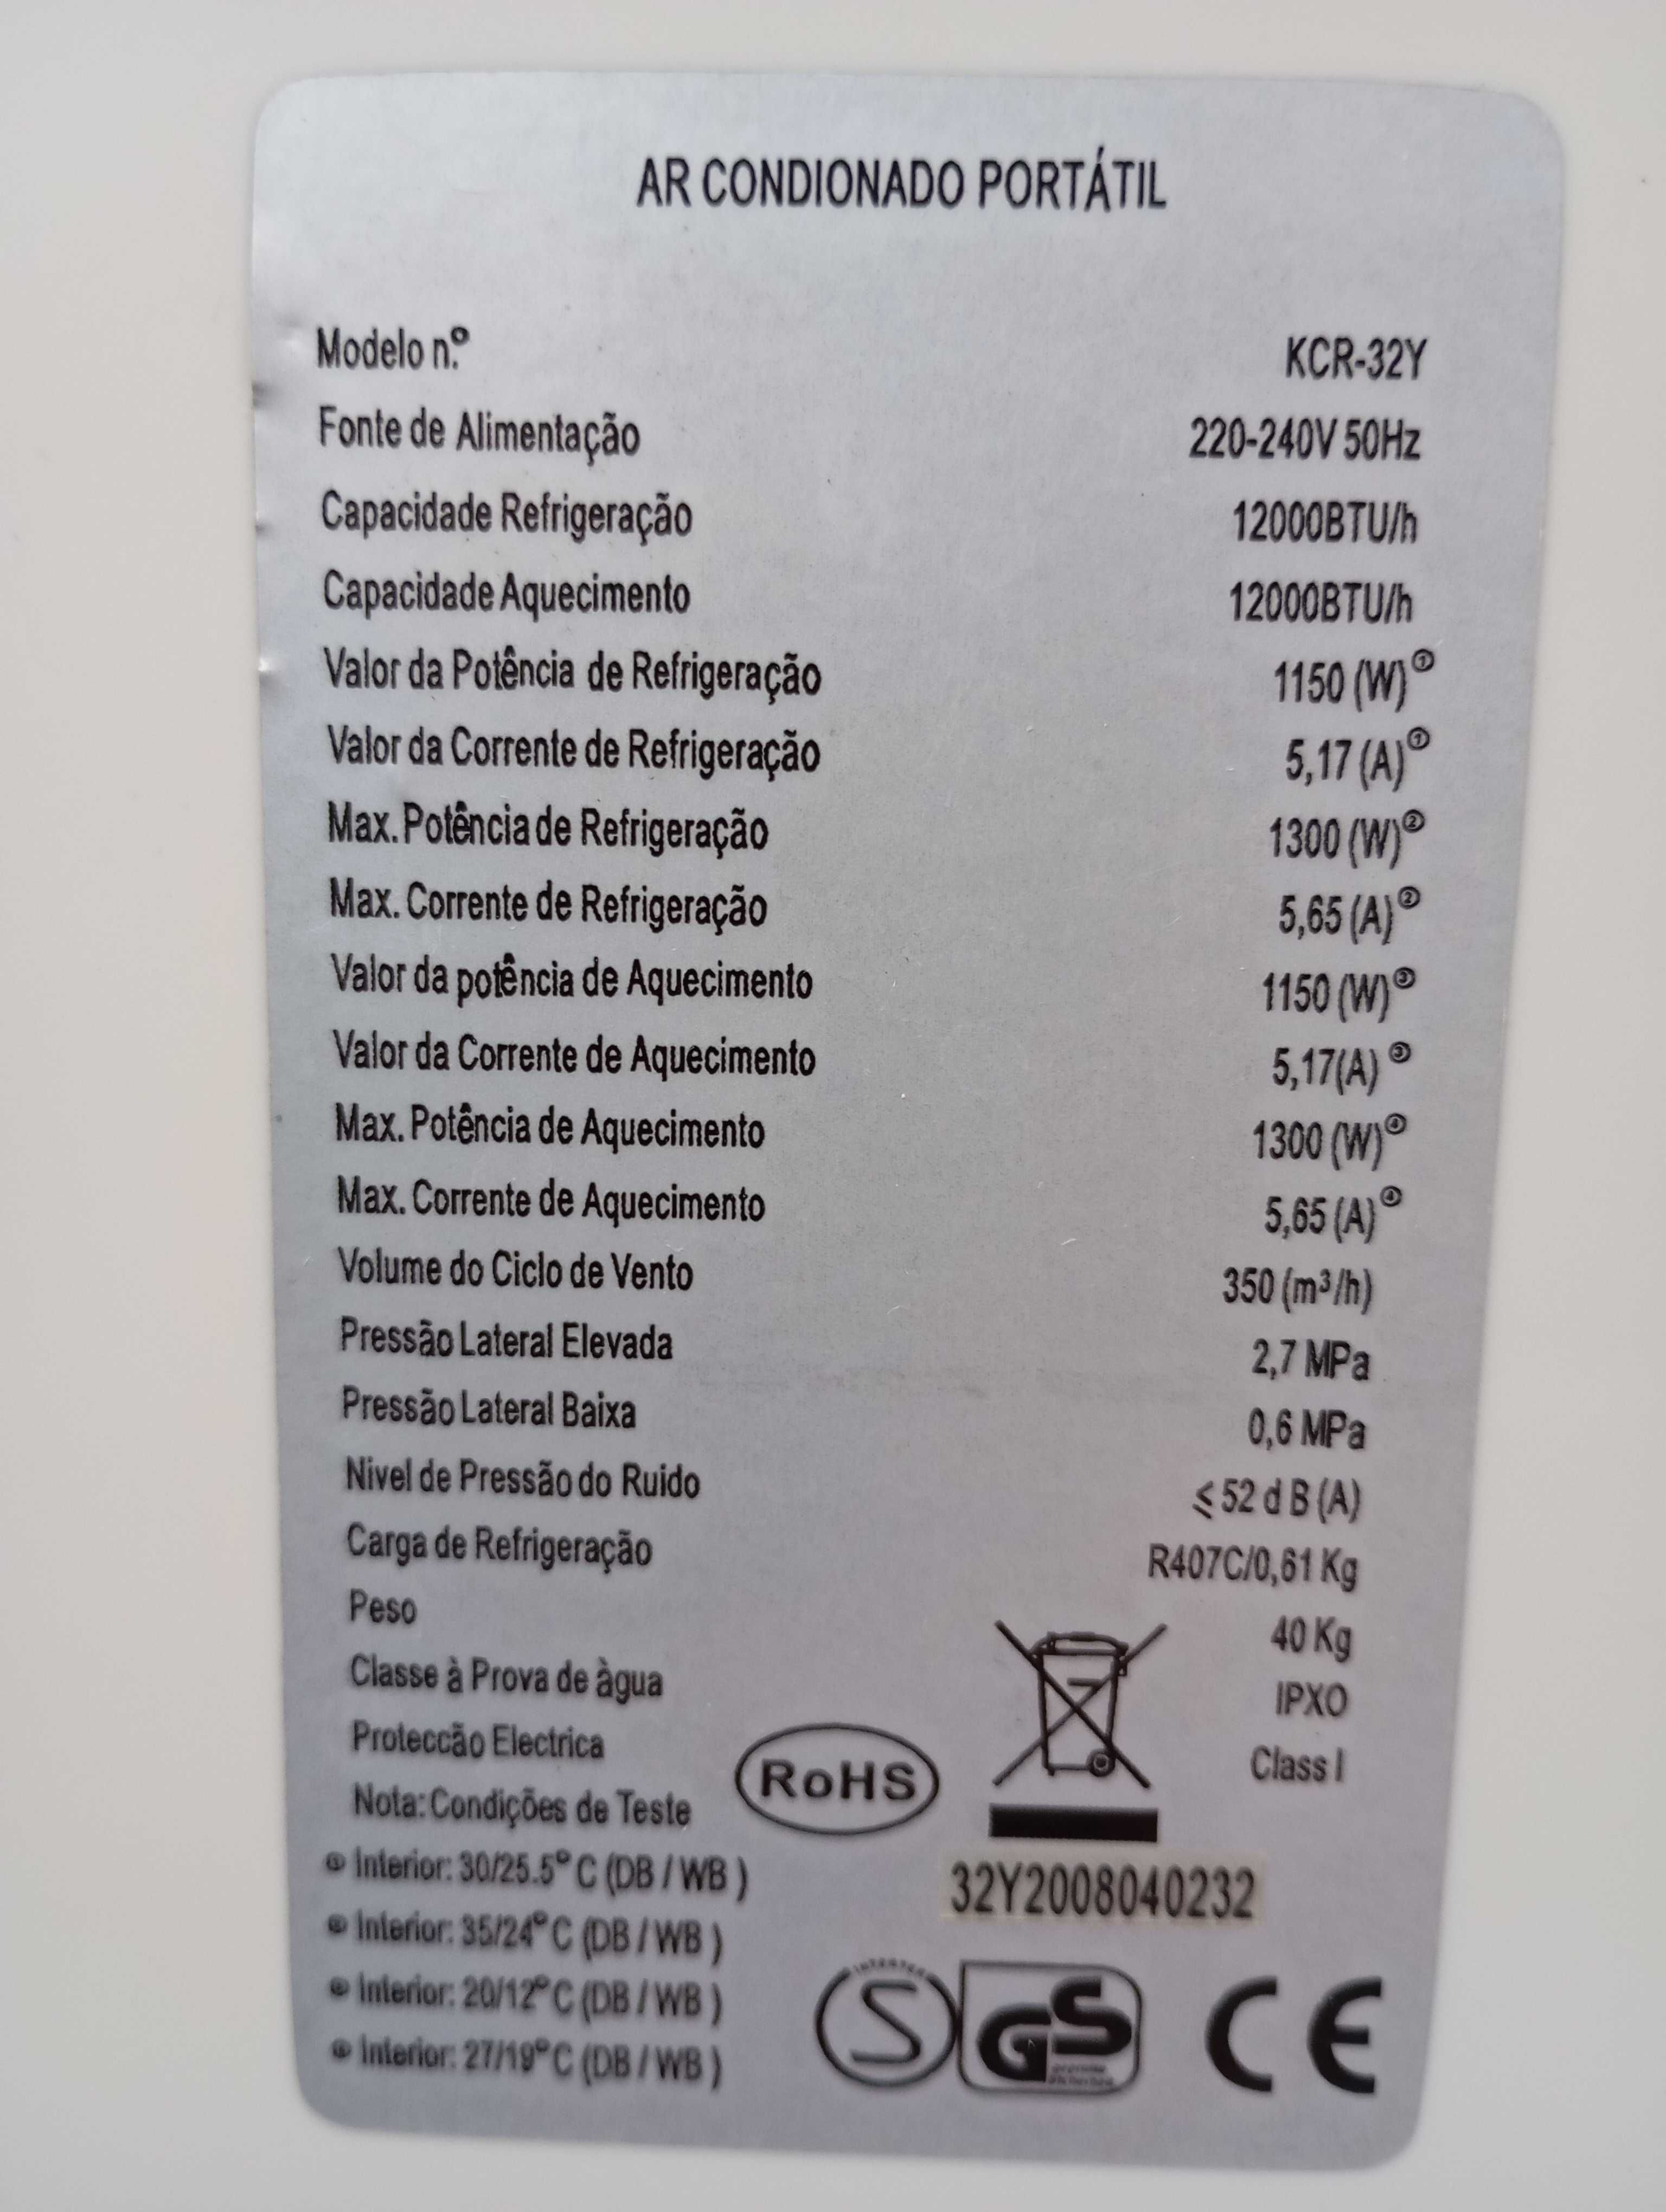 AR CONDIONADO PORTÁTIL
Modelo n.º KCR-32Y
Fonte de Alimentação 220-240V 50Hz
Capacidade Refrigeração 12000BTU/h
Capacidade Aquecimento 12000BTU/h
Valor da Potência de Refrigeração 1150 (W)①
Valor da Corrente de Refrigeração 5,17 (A)①
Max. Potência de Refrigeração 1300 (W)②
Max. Corrente de Refrigeração 5,65 (A)②
Valor da potência de Aquecimento 1150 (W)③
Valor da Corrente de Aquecimento 5,17(A) ③
Max. Potência de Aquecimento 1300 (W)④
Max. Corrente de Aquecimento 5,65 (A)④
Volume do Ciclo de Vento 350 (m³/h)
Pressão Lateral Elevada 2,7 MPa
Pressão Lateral Baixa 0,6 MPa
Nivel de Pressão do Ruido ≤ 52 d B (A)
Carga de Refrigeração R407C/0,61 Kg
Peso 40 Kg
Classe à Prova de àgua IPXO
Proteccão Electrica Class I
RoHS
Nota: Condições de Teste
① Interior: 30/25.5° C (DB / WB )
32Y2008040232
② Interior: 35/24°C (DB / WB )
③ Interior: 20/12°C (DB / WB )
④ Interior: 27/19°C (DB / WB )
INTERTEK
S
GS
CE